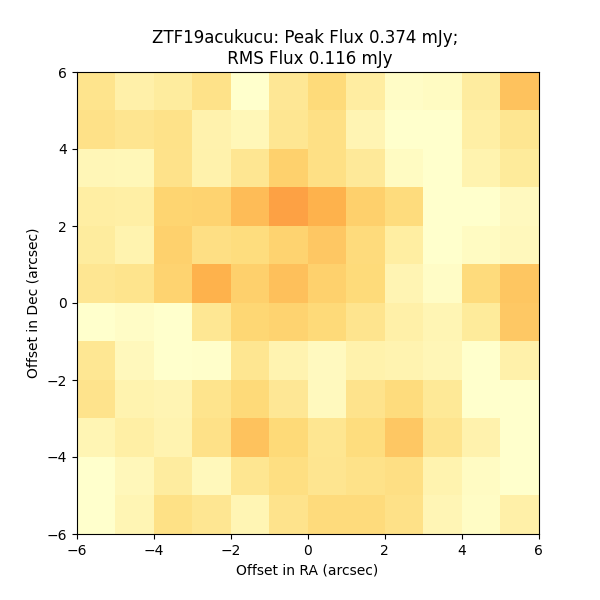 ZTF19acukucu: Peak Flux 0.374 mJy;
RMS Flux 0.116 mJy
6
4
2
0
−2
−4
−6
Offset in Dec (arcsec)
−6 −4 −2 0 2 4 6
Offset in RA (arcsec)